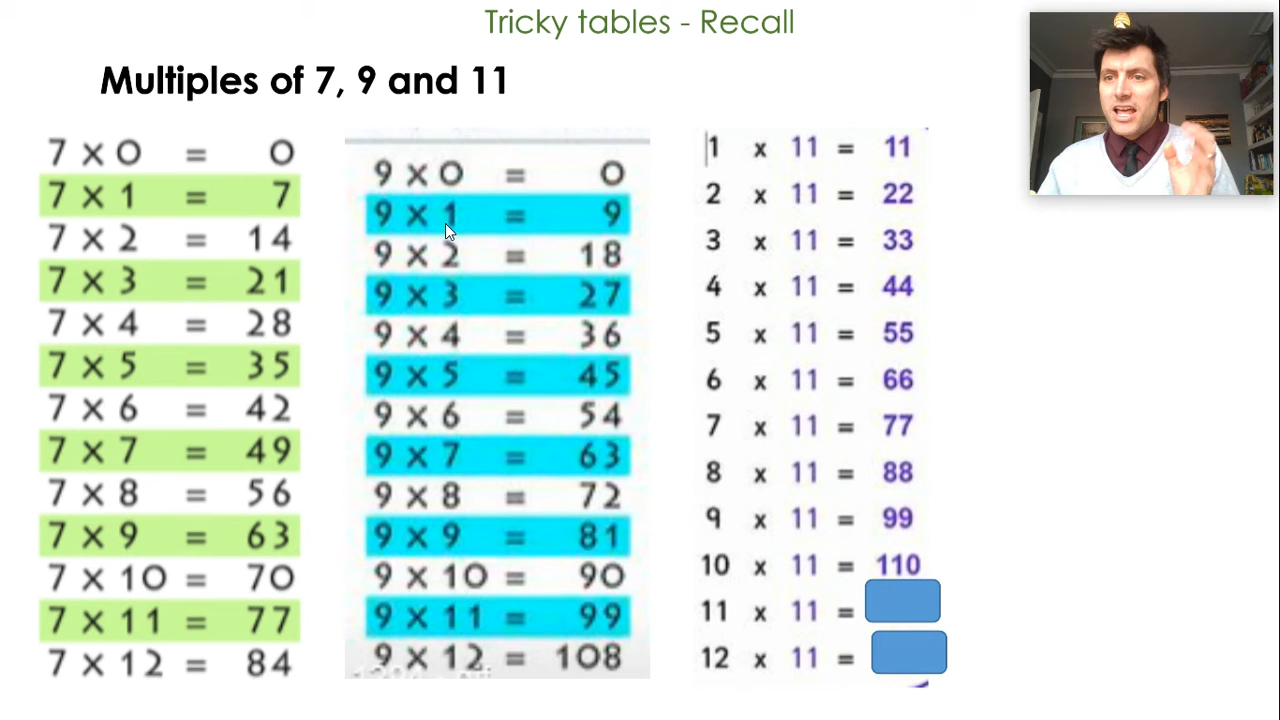 Tricky tables - Recall
Multiples of 7, 9 and 11
7 x 0 = 0
7 x 1 = 7
7 x 2 = 14
7 x 3 = 21
7 x 4 = 28
7 x 5 = 35
7 x 6 = 42
7 x 7 = 49
7 x 8 = 56
7 x 9 = 63
7 x 10 = 70
7 x 11 = 77
7 x 12 = 84
9 x 0 = 0
9 x 1 = 9
9 x 2 = 18
9 x 3 = 27
9 x 4 = 36
9 x 5 = 45
9 x 6 = 54
9 x 7 = 63
9 x 8 = 72
9 x 9 = 81
9 x 10 = 90
9 x 11 = 99
9 x 12 = 108
1 x 11 = 11
2 x 11 = 22
3 x 11 = 33
4 x 11 = 44
5 x 11 = 55
6 x 11 = 66
7 x 11 = 77
8 x 11 = 88
9 x 11 = 99
10 x 11 = 110
11 x 11 =
12 x 11 =